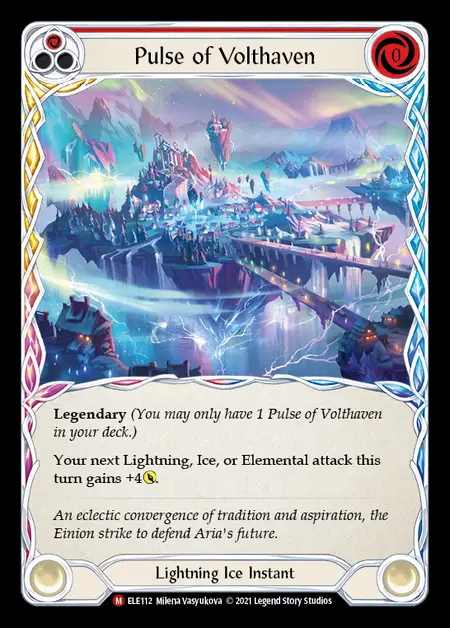 Pulse of Volthaven
0
Legendary (You may only have 1 Pulse of Volthaven
in your deck.)
Your next Lightning, Ice, or Elemental attack this
turn gains +4.
An eclectic convergence of tradition and aspiration, the
Einion strike to defend Aria's future.
Lightning Ice Instant
M ELE112 Milena Vasyukova © 2021 Legend Story Studios